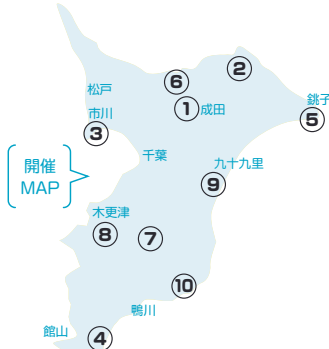 ②
⑥
松戸
銚子
市川
①
成田
⑤
③
千葉
九十九里
開催
MAP
⑨
木更津
⑧
⑦
⑩
鴨川
館山
④